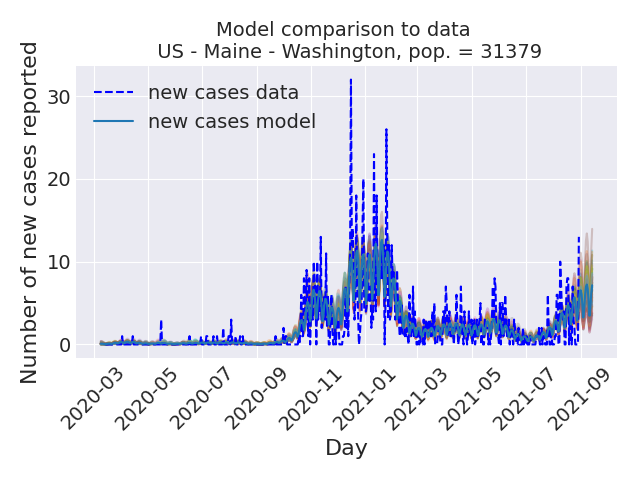 Model comparison to data
US - Maine - Washington, pop. = 31379
Number of new cases reported
30
20
10
0
new cases data
new cases model
2020-03
2020-05
2020-07
2020-09
2020-11
2021-01
2021-03
2021-05
2021-07
2021-09
Day